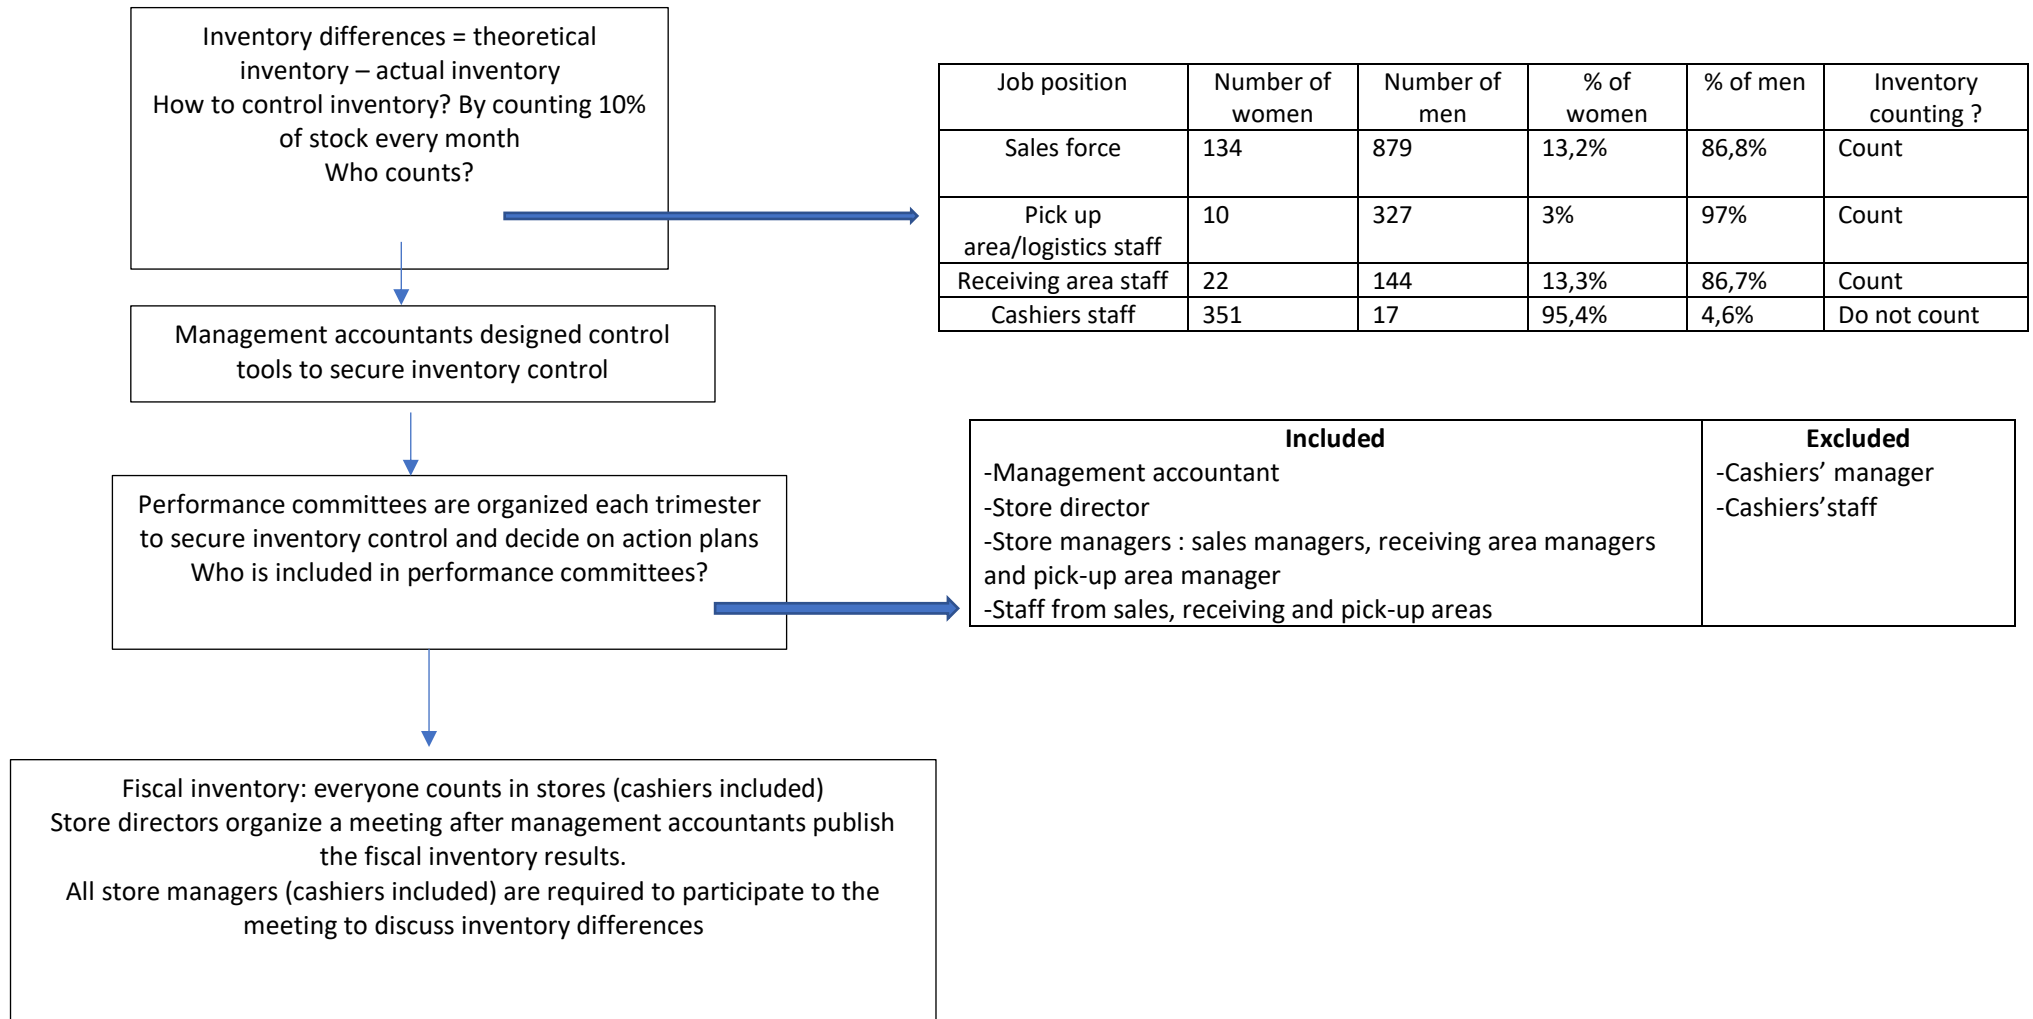 Inventory differences = theoretical
inventory – actual inventory
How to control inventory? By counting 10%
of stock every month
Who counts?
Job position
Number of
women
Number of
men
% of
women
% of men
Inventory
counting ?
Sales force
134
879
13,2%
86,8%
Count
Pick up
area/logistics staff
10
327
3%
97%
Count
Receiving area staff
22
144
13,3%
86,7%
Count
Cashiers staff
351
17
95,4%
4,6%
Do not count
Management accountants designed control
tools to secure inventory control
Performance committees are organized each trimester
to secure inventory control and decide on action plans
Who is included in performance committees?
Included
-Management accountant
-Store director
-Store managers : sales managers, receiving area managers
and pick-up area manager
-Staff from sales, receiving and pick-up areas
Excluded
-Cashiers’ manager
-Cashiers’staff
Fiscal inventory: everyone counts in stores (cashiers included)
Store directors organize a meeting after management accountants publish
the fiscal inventory results.
All store managers (cashiers included) are required to participate to the
meeting to discuss inventory differences